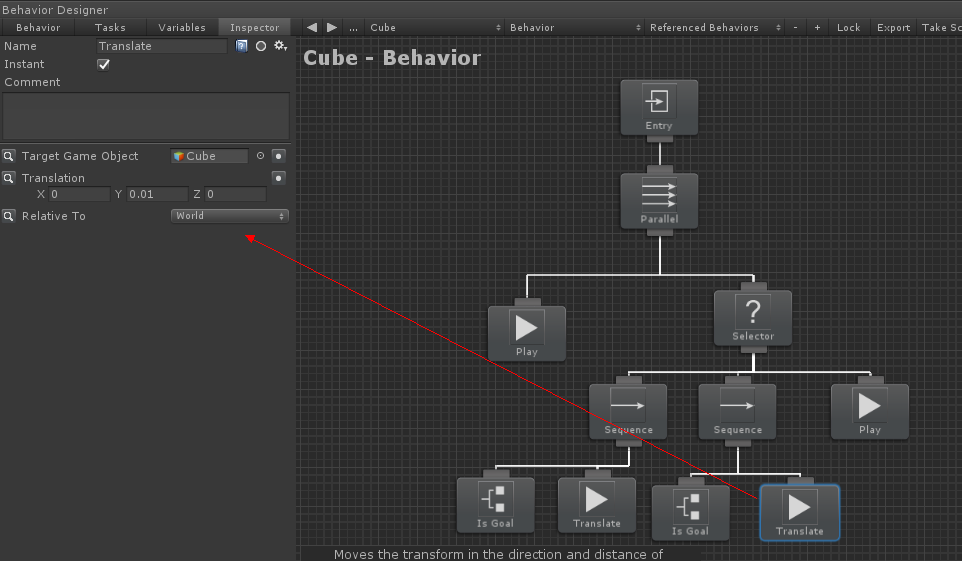 Behavior Designer
Behavior Tasks Variables Inspector ... Cube Behavior Referenced Behaviors - + Lock Export Take Sc
Name Translate
Instant
Comment
Target Game Object Cube
Translation
X 0 Y 0.01 Z 0
Relative To World
Cube - Behavior
Entry
Parallel
Play
Selector
Sequence Sequence Play
Is Goal Translate Is Goal Translate
Moves the transform in the direction and distance of